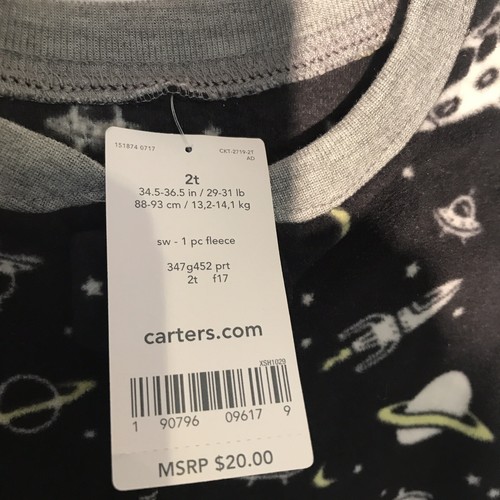 151874 0717
CKT-2719-2T
AD
2t
34.5-36.5 in / 29-31 lb
88-93 cm / 13,2-14,1 kg
sw - 1 pc fleece
347g452 prt
2t f17
carters.com
XSH1020
1 90796 09617 9
MSRP $20.00